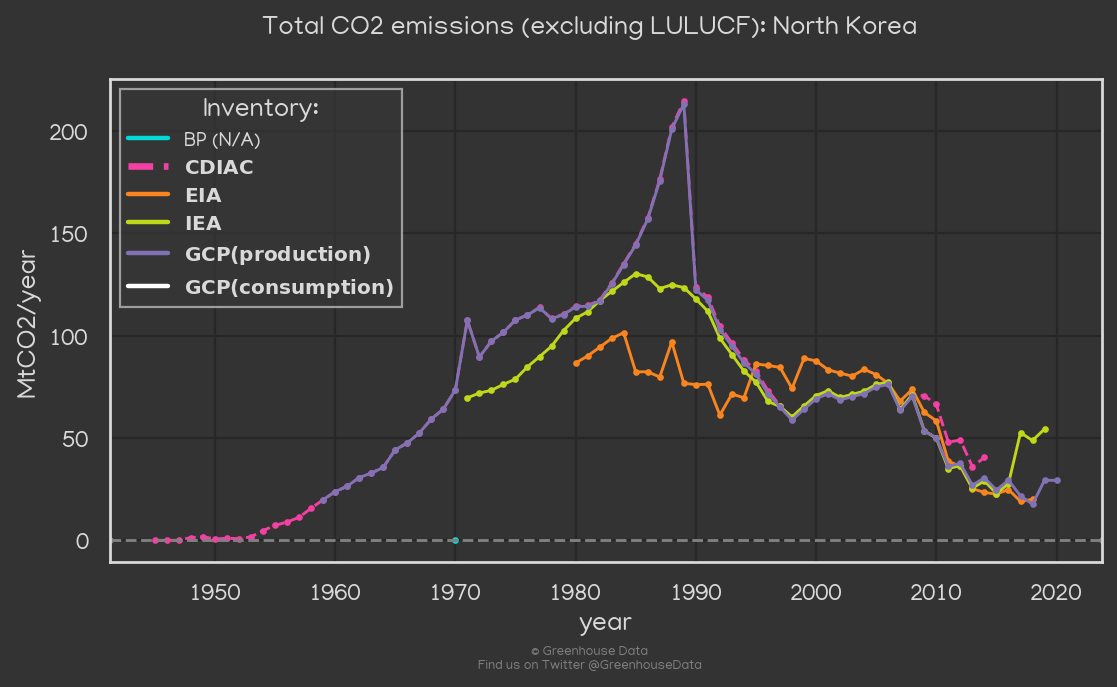 Total CO2 emissions (excluding LULUCF): North Korea
Inventory:
BP (N/A)
CDIAC
EIA
IEA
GCP(production)
GCP(consumption)
MtCO2/year
200
150
100
50
0
1950 1960 1970 1980 1990 2000 2010 2020
year
© Greenhouse Data
Find us on Twitter @GreenhouseData